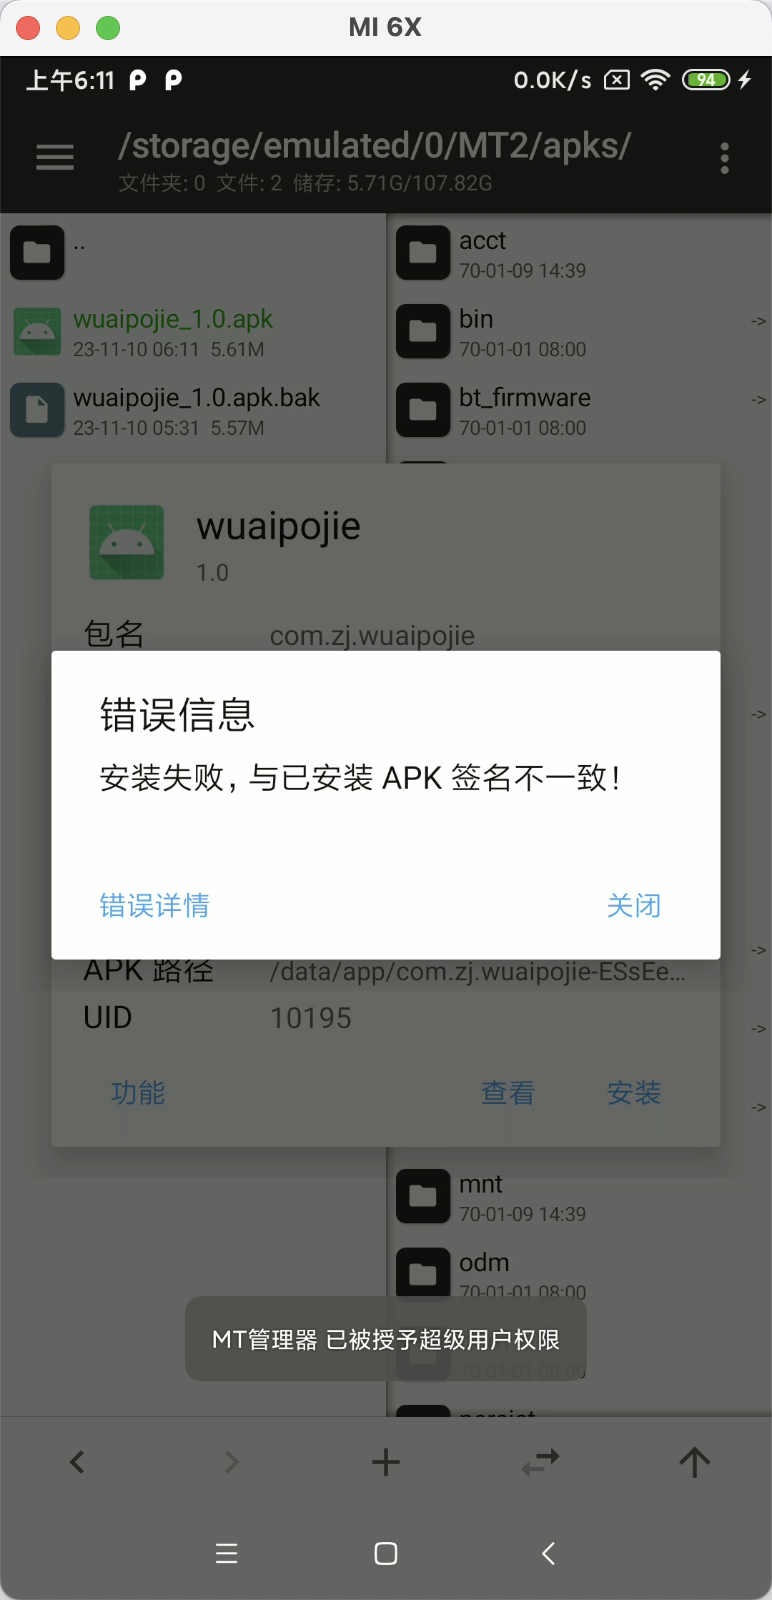 MI 6X
上午6:11
0.0K/s
94
/storage/emulated/0/MT2/apks/
文件夹: 0 文件: 2 储存: 5.71G/107.82G
..
wuaipojie_1.0.apk
23-11-10 06:11 5.61M
wuaipojie_1.0.apk.bak
23-11-10 05:31 5.57M
acct
70-01-09 14:39
bin
70-01-01 08:00
->
bt_firmware
70-01-01 08:00
->
wuaipojie
1.0
包名 com.zj.wuaipojie
->
错误信息
安装失败，与已安装 APK 签名不一致！
错误详情 关闭
->
APK 路径 /data/app/com.zj.wuaipojie-ESsEe...
UID 10195
->
功能 查看 安装
->
mnt
70-01-09 14:39
odm
70-01-01 08:00
MT管理器 已被授予超级用户权限
70-01-01 08:00
persist